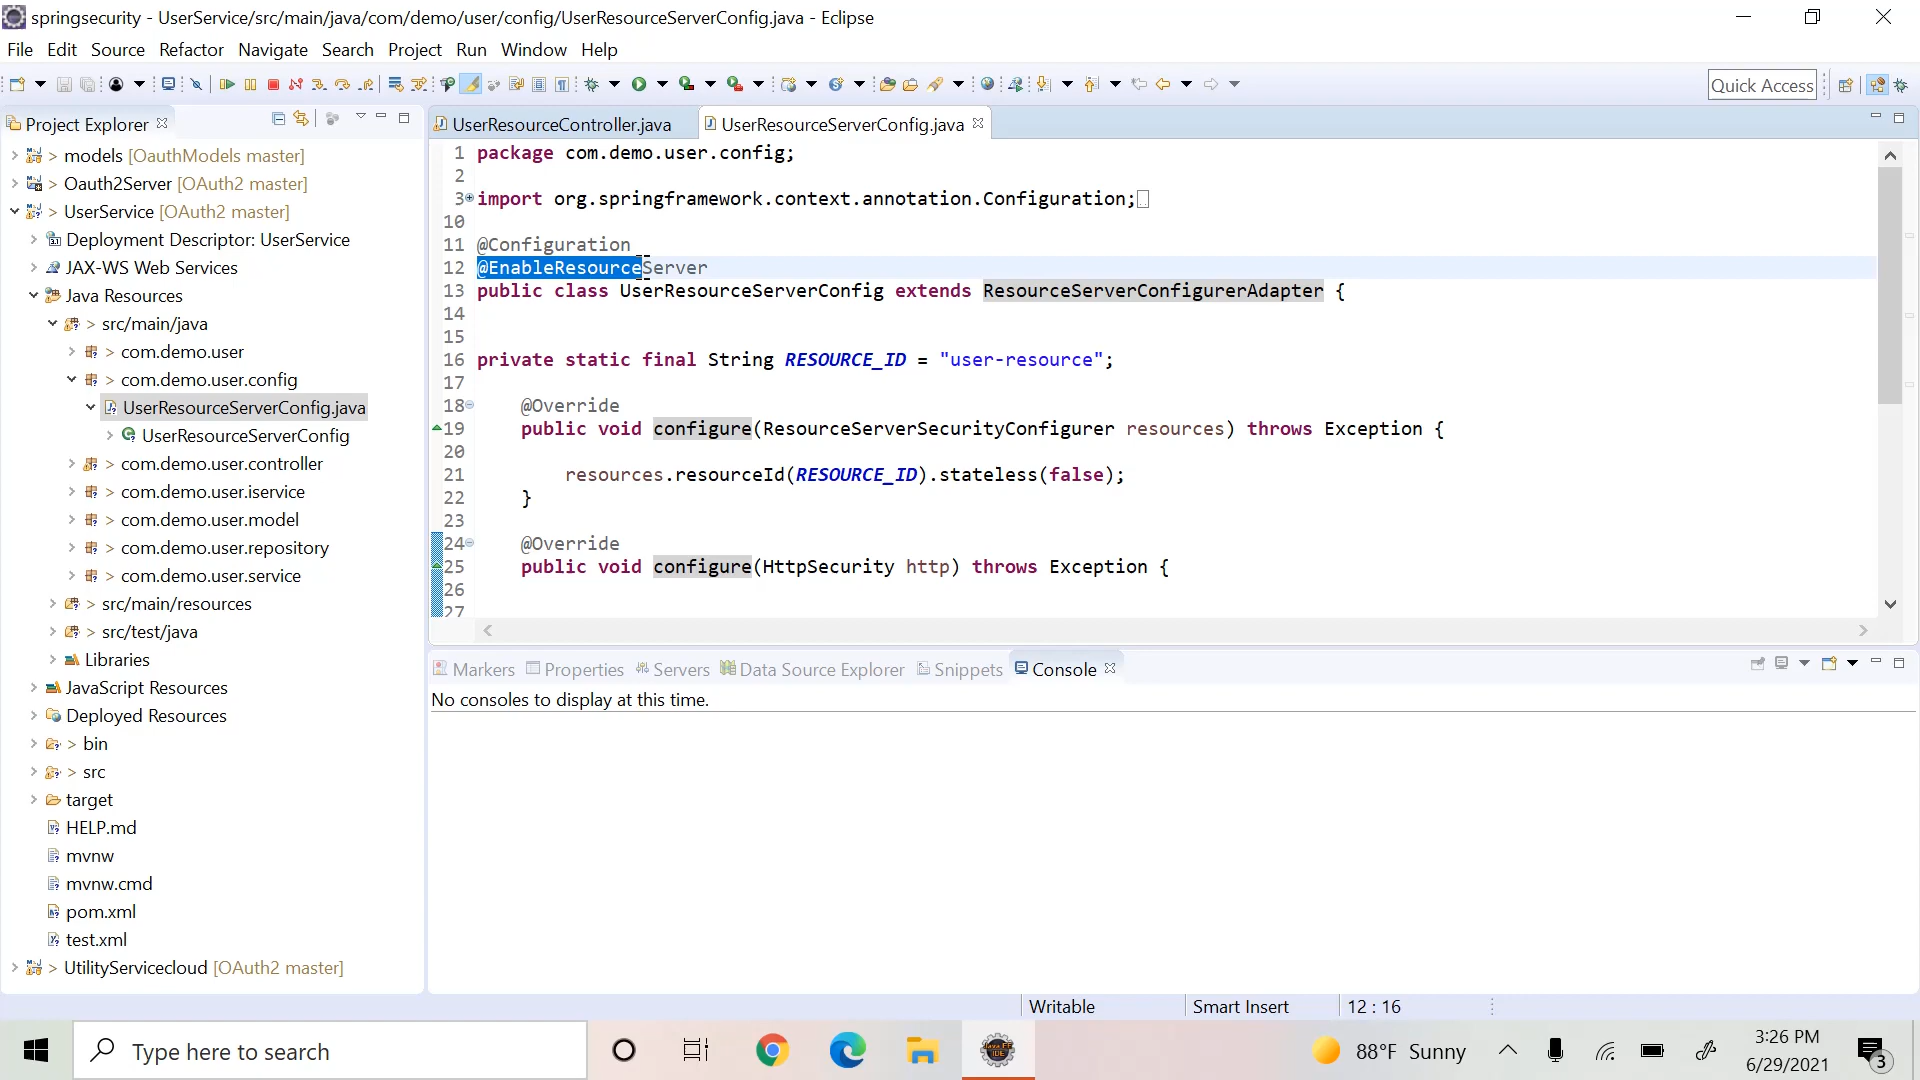 springsecurity - UserService/src/main/java/com/demo/user/config/UserResourceServerConfig.java - Eclipse
File Edit Source Refactor Navigate Search Project Run Window Help
Quick Access
Project Explorer
models [OauthModels master]
> Oauth2Server [OAuth2 master]
> UserService [OAuth2 master]
Deployment Descriptor: UserService
JAX-WS Web Services
Java Resources
> src/main/java
> com.demo.user
> com.demo.user.config
UserResourceServerConfig.java
UserResourceServerConfig
> com.demo.user.controller
> com.demo.user.iservice
> com.demo.user.model
> com.demo.user.repository
> com.demo.user.service
> src/main/resources
> src/test/java
Libraries
JavaScript Resources
Deployed Resources
> bin
> src
target
HELP.md
mvnw
mvnw.cmd
pom.xml
test.xml
> UtilityServicecloud [OAuth2 master]
UserResourceController.java UserResourceServerConfig.java
1 package com.demo.user.config;
2
3 import org.springframework.context.annotation.Configuration;
10
11 @Configuration
12 @EnableResourceServer
13 public class UserResourceServerConfig extends ResourceServerConfigurerAdapter {
14
15
16 private static final String RESOURCE_ID = "user-resource";
17
18 @Override
19 public void configure(ResourceServerSecurityConfigurer resources) throws Exception {
20
21 resources.resourceId(RESOURCE_ID).stateless(false);
22 }
23
24 @Override
25 public void configure(HttpSecurity http) throws Exception {
26
27
Markers Properties Servers Data Source Explorer Snippets Console
No consoles to display at this time.
Writable Smart Insert 12 : 16
Type here to search
88°F Sunny
3:26 PM
6/29/2021
3